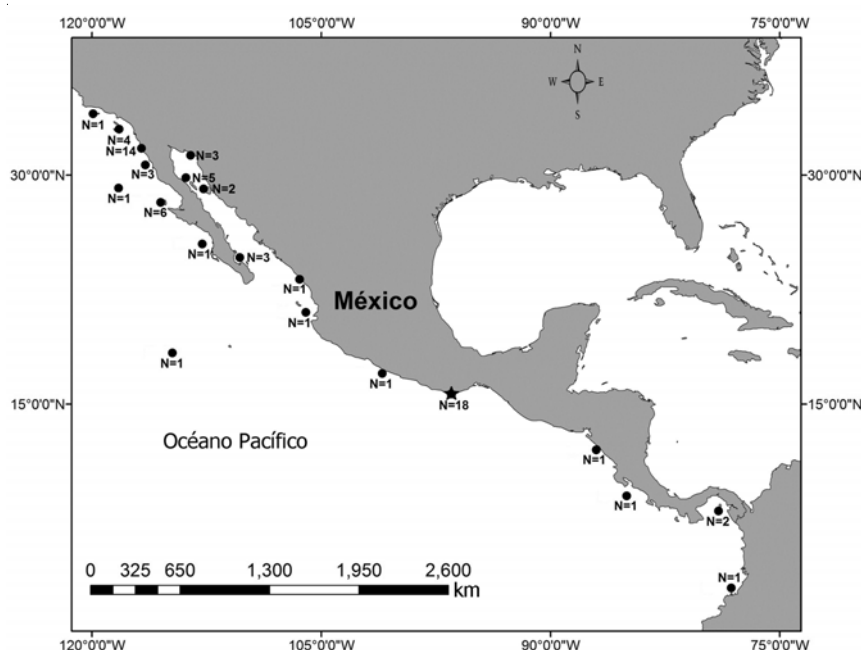 120°0'0"W 105°0'0"W 90°0'0"W 75°0'0"W
N
W E
S
N=1
N=4
N=14
N=3
N=3
30°0'0"N
30°0'0"N
N=5
N=2
N=1
N=6
N=1
N=3
N=1
México
N=1
N=1
N=1
N=18
15°0'0"N
15°0'0"N
Océano Pacífico
N=1
N=1
N=2
N=1
0 325 650 1,300 1,950 2,600
km
120°0'0"W 105°0'0"W 90°0'0"W 75°0'0"W